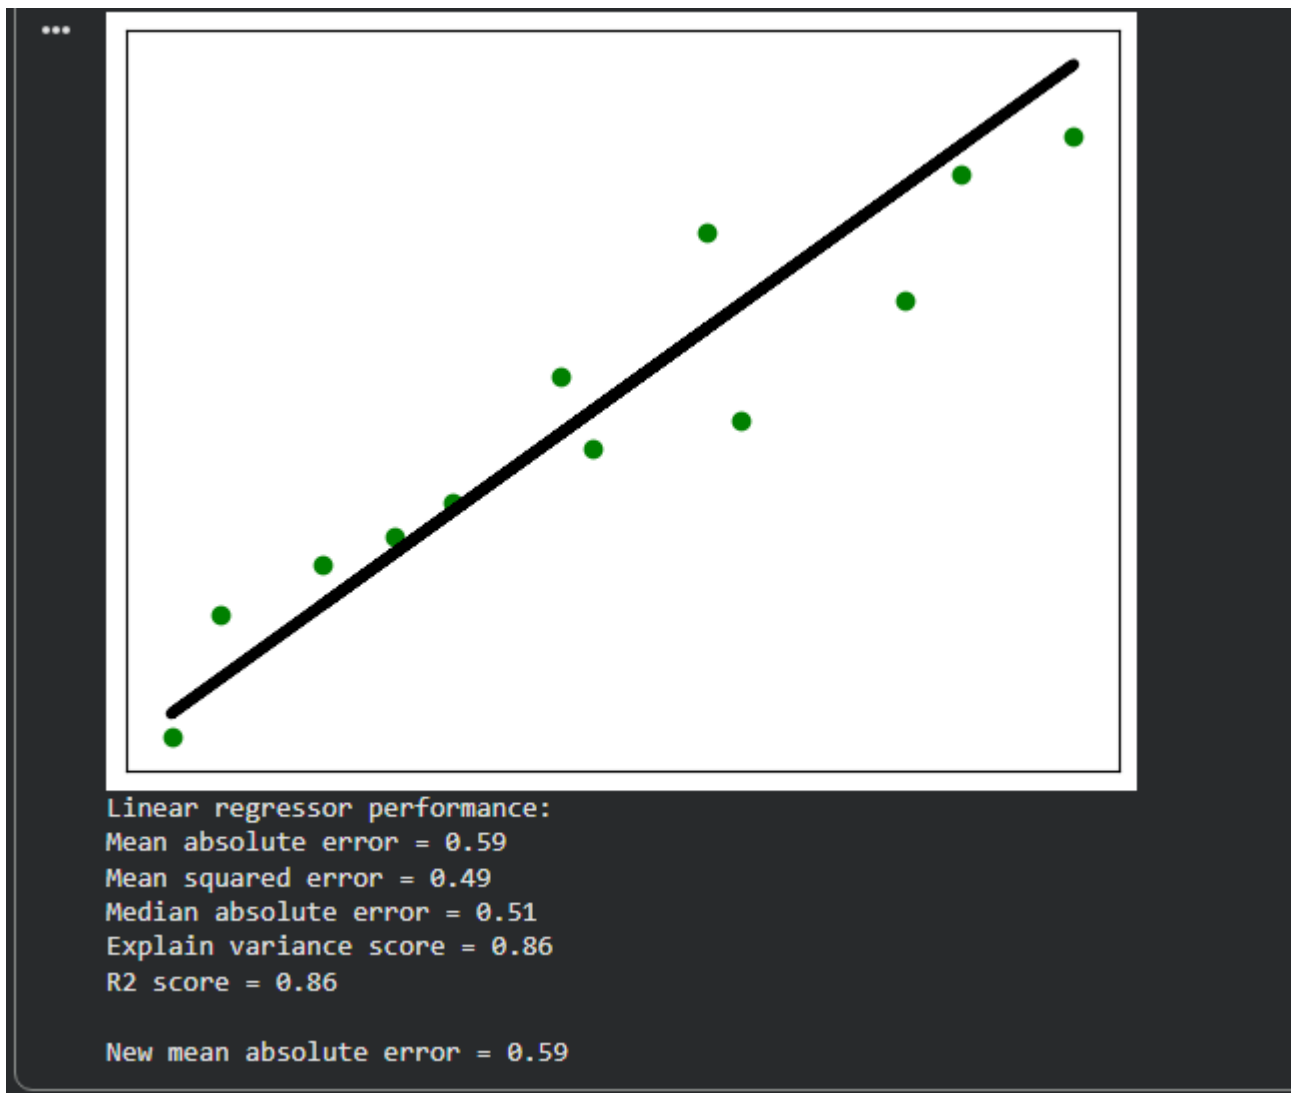 Linear regressor performance:
Mean absolute error = 0.59
Mean squared error = 0.49
Median absolute error = 0.51
Explain variance score = 0.86
R2 score = 0.86
New mean absolute error = 0.59